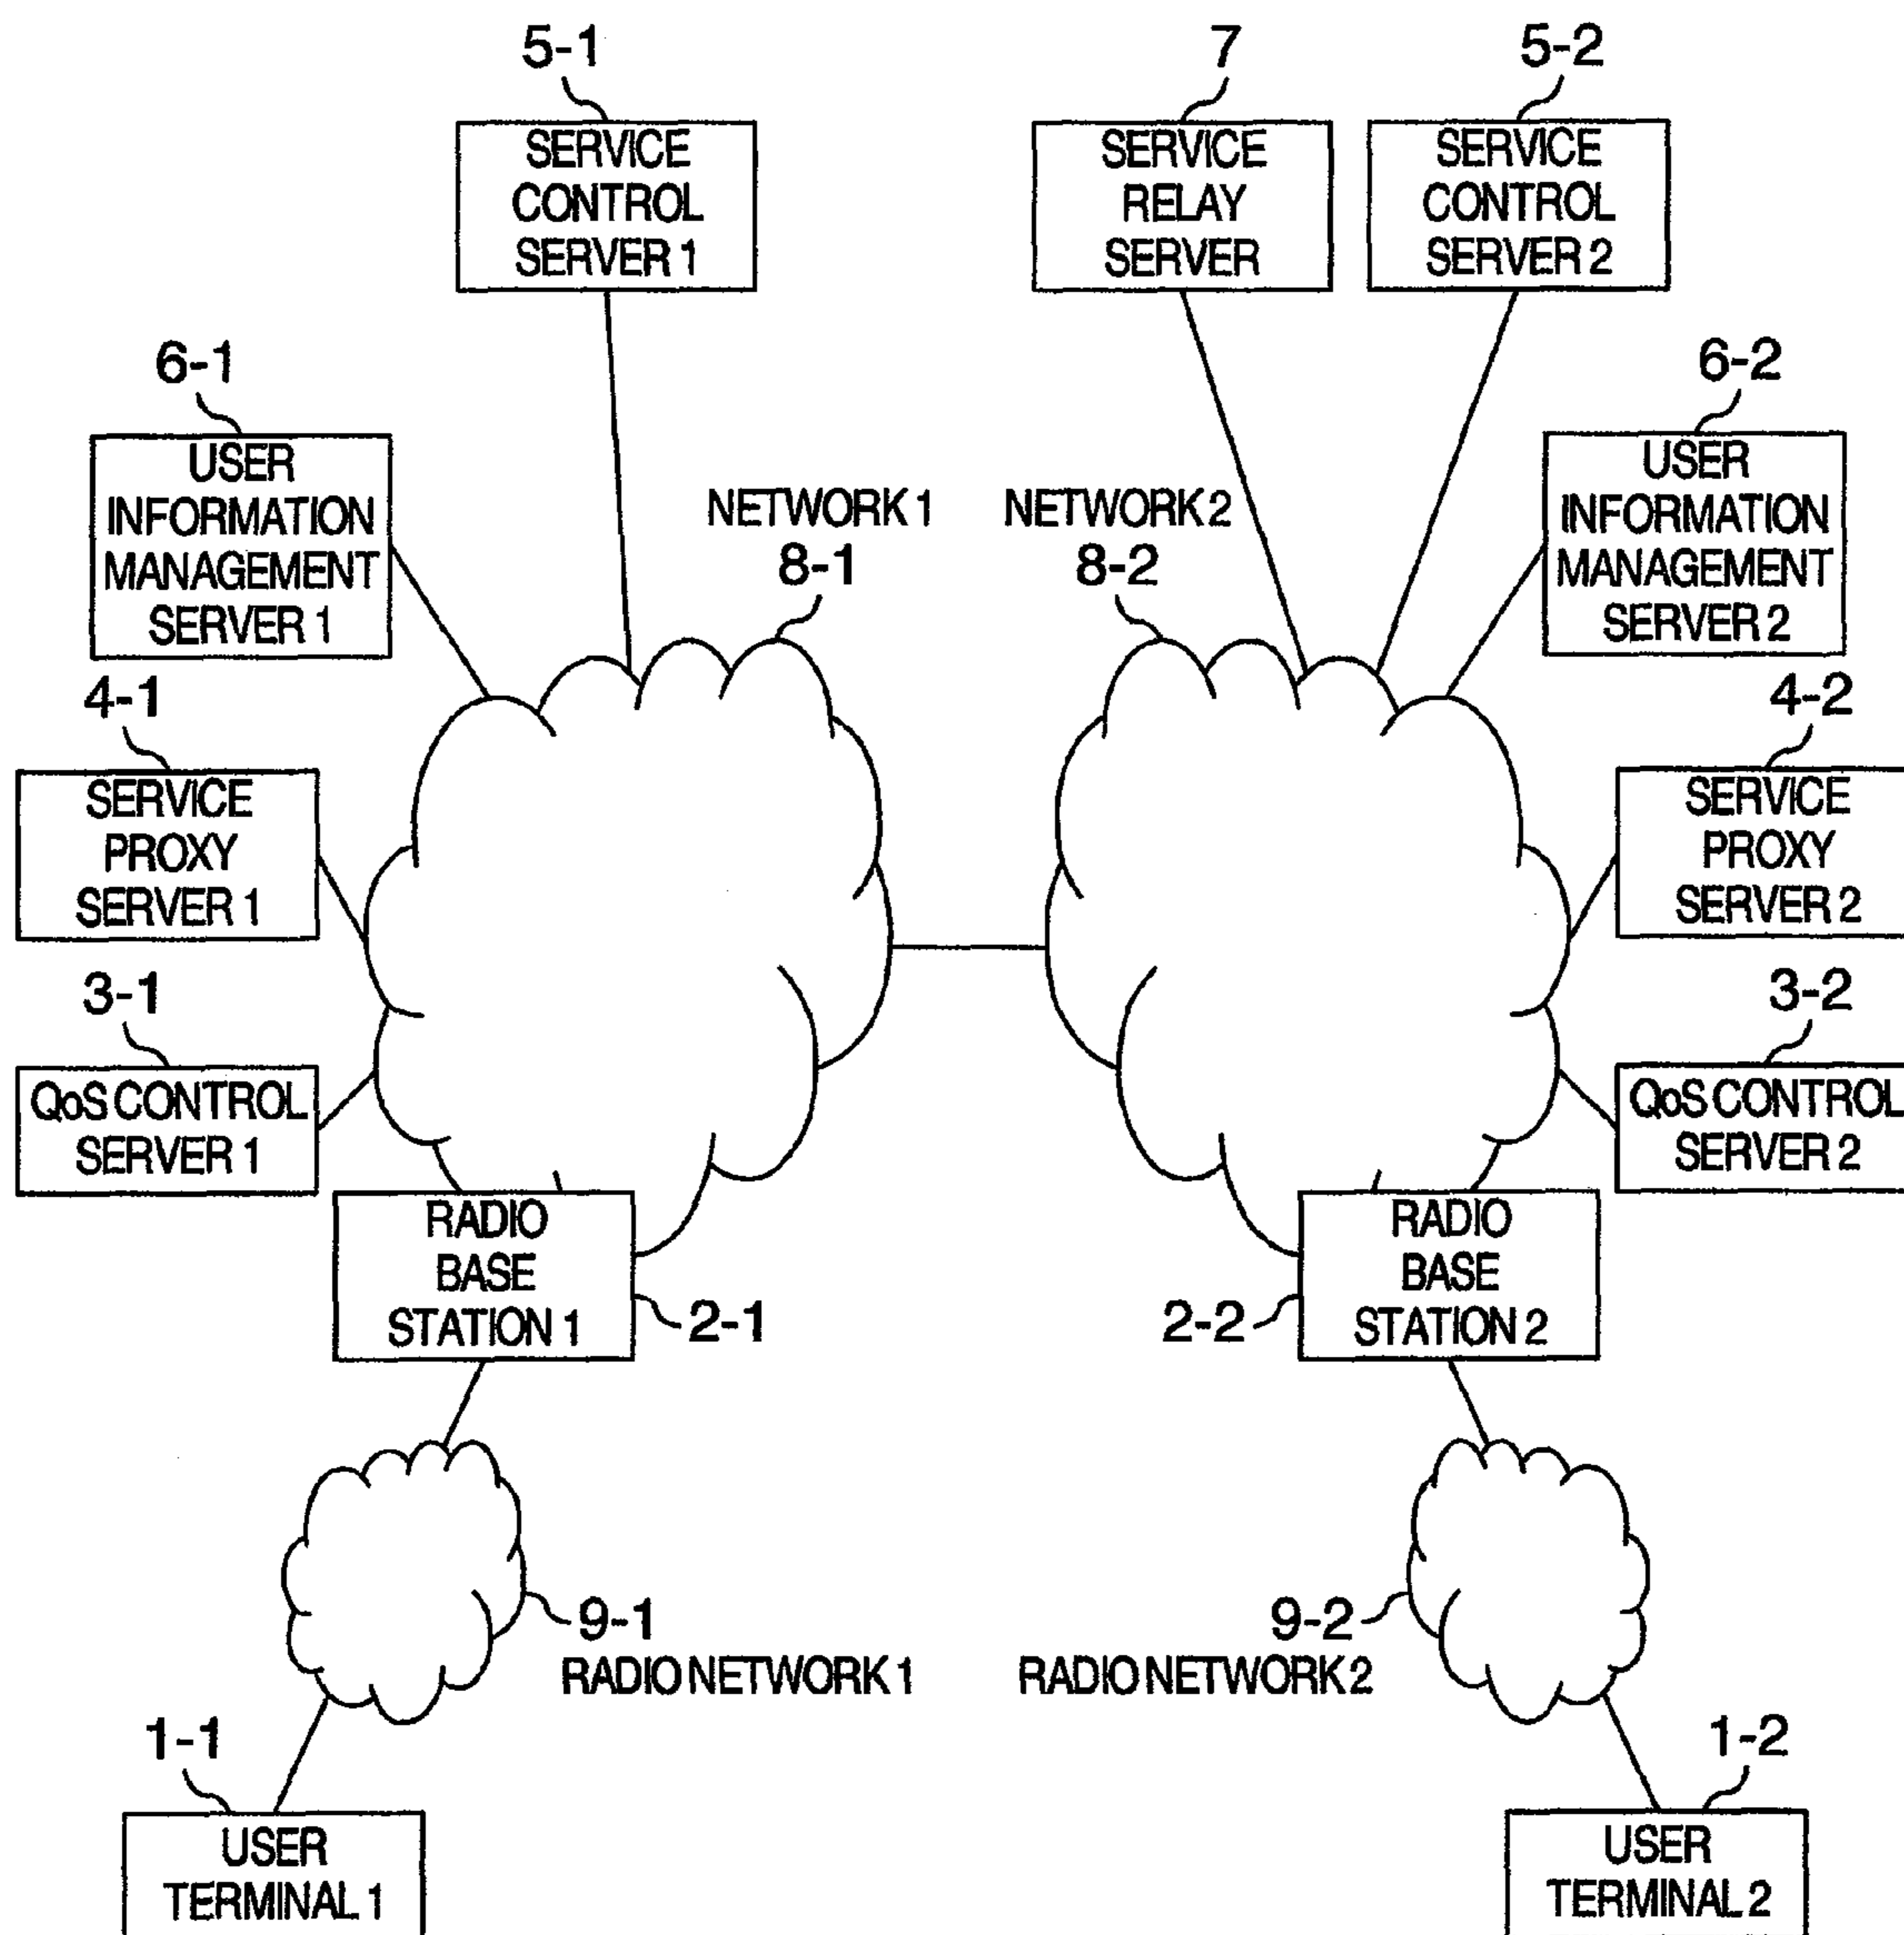 5-1
7
5-2
SERVICE
CONTROL
SERVER 1
SERVICE
RELAY
SERVER
SERVICE
CONTROL
SERVER 2
6-1
6-2
USER
INFORMATION
MANAGEMENT
SERVER 1
NETWORK 1
8-1
NETWORK 2
8-2
USER
INFORMATION
MANAGEMENT
SERVER 2
4-1
4-2
SERVICE
PROXY
SERVER 1
SERVICE
PROXY
SERVER 2
3-1
3-2
QoS CONTROL
SERVER 1
QoS CONTROL
SERVER 2
RADIO
BASE
STATION 1
2-1
2-2
RADIO
BASE
STATION 2
9-1
RADIO NETWORK 1
9-2
RADIO NETWORK 2
1-1
1-2
USER
TERMINAL 1
USER
TERMINAL 2